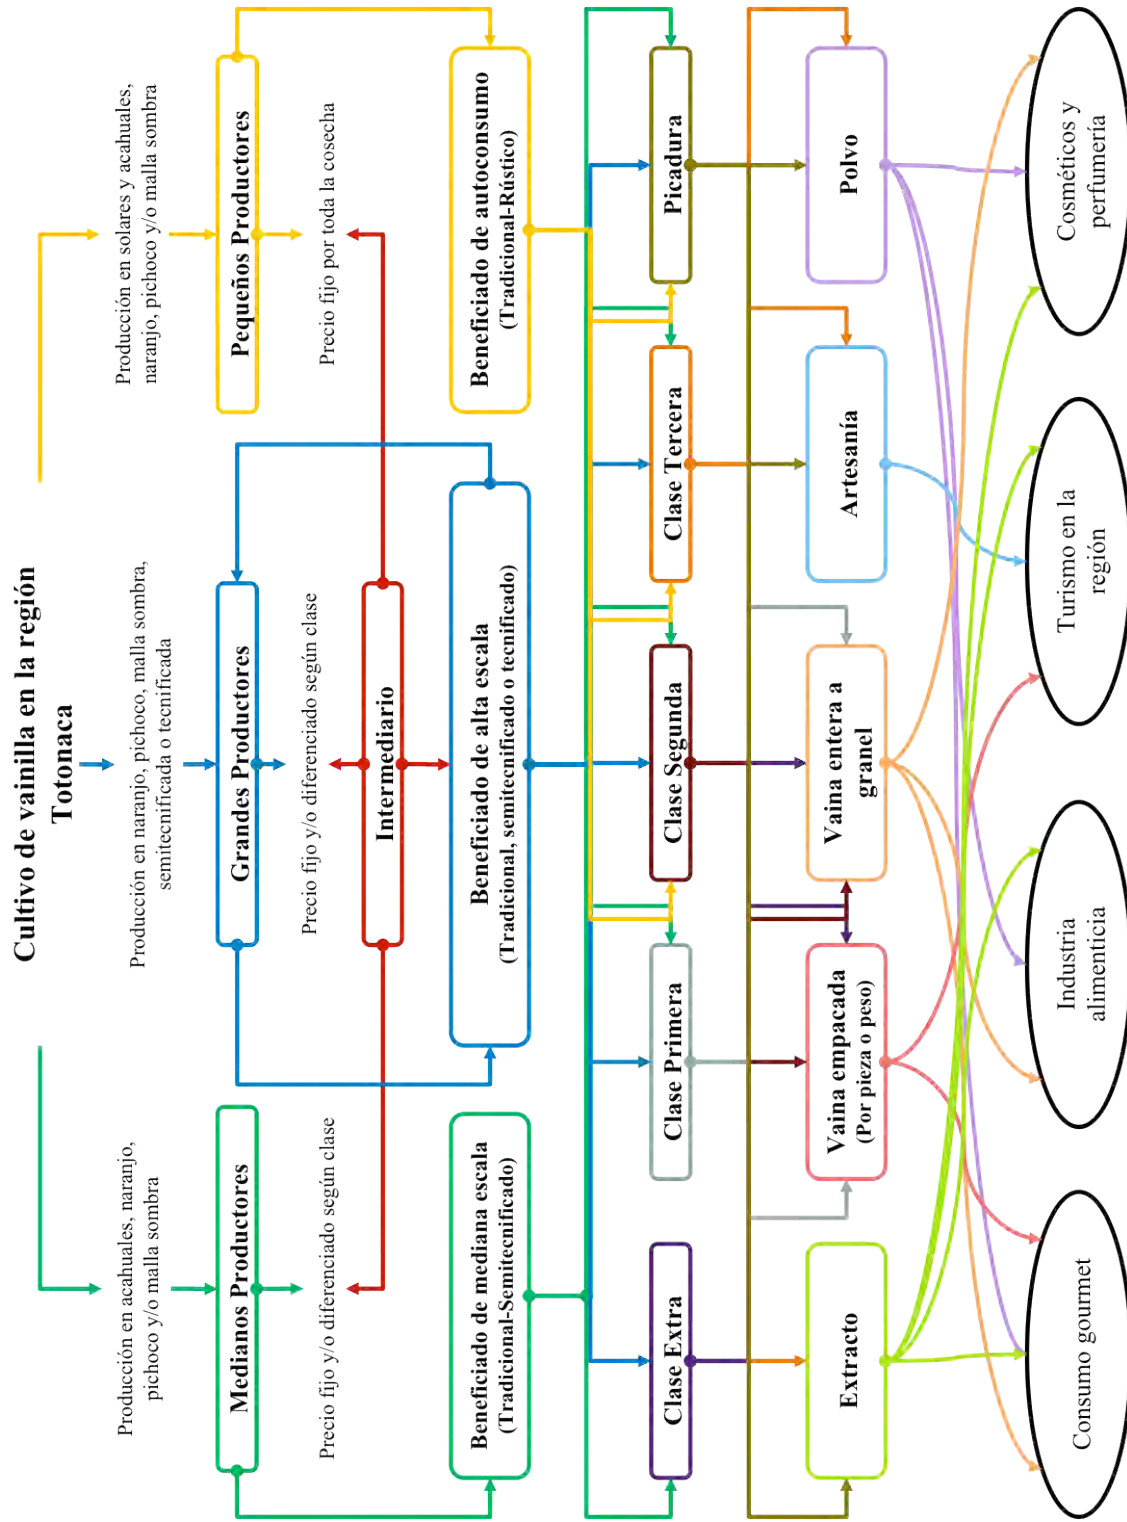 Cultivo de vainilla en la región
Totonaca
Producción en acahuales, naranjo,
pichoco y/o malla sombra
Producción en naranjo, pichoco, malla sombra,
semitecnificada o tecnificada
Producción en solares y acahuales,
naranjo, pichoco y/o malla sombra
Medianos Productores
Grandes Productores
Pequeños Productores
Precio fijo y/o diferenciado según clase
Precio fijo y/o diferenciado según clase
Precio fijo por toda la cosecha
Intermediario
Beneficiado de mediana escala
(Tradicional-Semitecnificado)
Beneficiado de alta escala
(Tradicional, semitecnificado o tecnificado)
Beneficiado de autoconsumo
(Tradicional-Rústico)
Clase Extra
Clase Primera
Clase Segunda
Clase Tercera
Picadura
Extracto
Vaina empacada
(Por pieza o peso)
Vaina entera a
granel
Artesanía
Polvo
Consumo gourmet
Industria
alimenticia
Turismo en la
región
Cosméticos y
perfumería